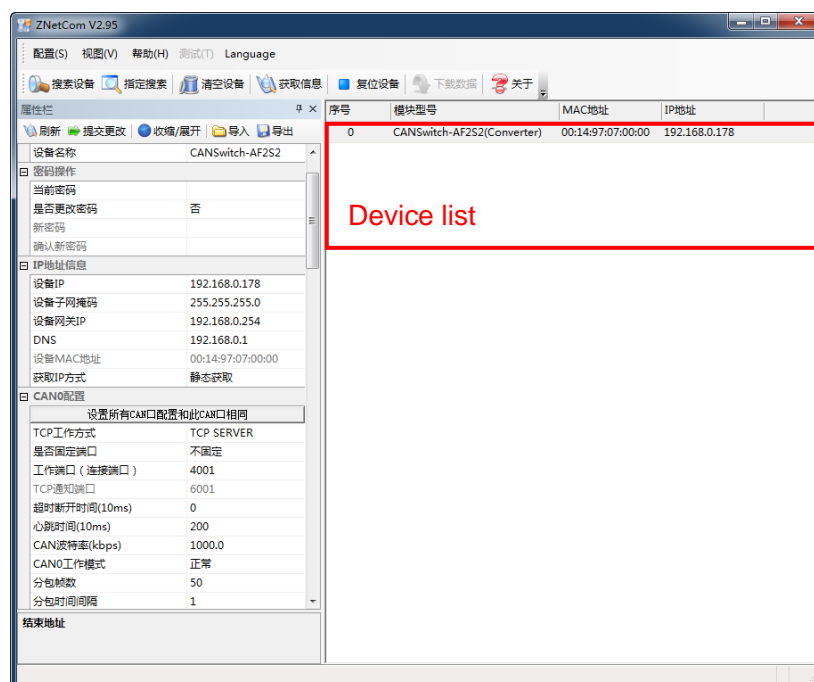 ZNetCom V2.95
配置(S) 视图(V) 帮助(H) 测试(T) Language
搜索设备 指定搜索 清空设备 获取信息 复位设备 下载数据 关于
属性栏
刷新 提交更改 收缩/展开 导入 导出
设备名称 CANSwitch-AF2S2
密码操作
当前密码
是否更改密码 否
新密码
确认新密码
IP地址信息
设备IP 192.168.0.178
设备子网掩码 255.255.255.0
设备网关IP 192.168.0.254
DNS 192.168.0.1
设备MAC地址 00:14:97:07:00:00
获取IP方式 静态获取
CAN0配置
设置所有CAN口配置和此CAN口相同
TCP工作方式 TCP SERVER
是否固定端口 不固定
工作端口(连接端口) 4001
TCP通知端口 6001
超时断开时间(10ms) 0
心跳时间(10ms) 200
CAN波特率(kbps) 1000.0
CAN0工作模式 正常
分包帧数 50
分包时间间隔 1
结束地址
序号 模块型号 MAC地址 IP地址
0 CANSwitch-AF2S2(Converter) 00:14:97:07:00:00 192.168.0.178
Device list